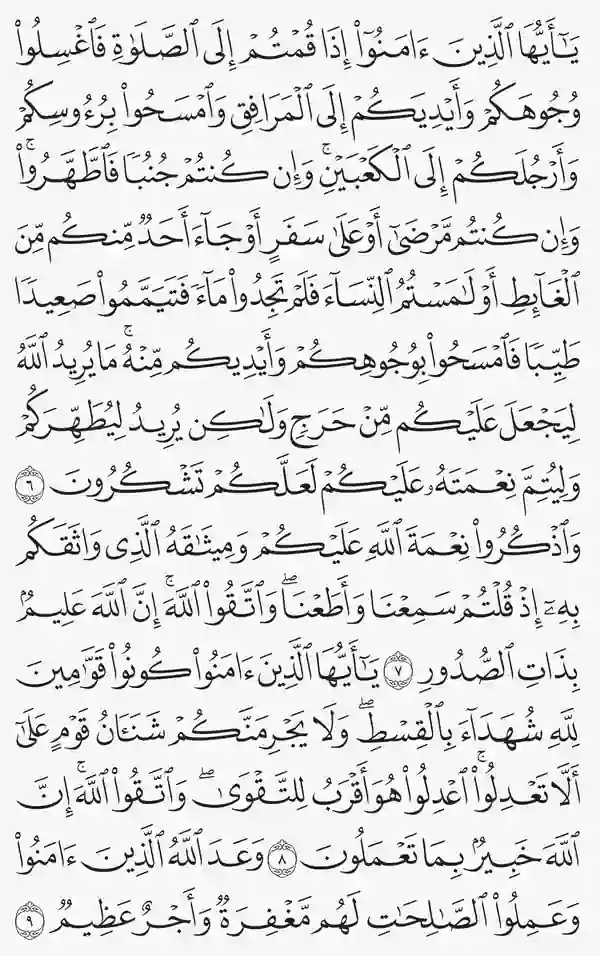 يَـٰٓأَيُّهَا ٱلَّذِينَ ءَامَنُوٓا۟ إِذَا قُمْتُمْ إِلَى ٱلصَّلَوٰةِ فَٱغْسِلُوا۟
وُجُوهَكُمْ وَأَيْدِيَكُمْ إِلَى ٱلْمَرَافِقِ وَٱمْسَحُوا۟ بِرُءُوسِكُمْ
وَأَرْجُلَكُمْ إِلَى ٱلْكَعْبَيْنِ ۚ وَإِن كُنتُمْ جُنُبًا فَٱطَّهَّرُوا۟ ۚ
وَإِن كُنتُم مَّرْضَىٰٓ أَوْ عَلَىٰ سَفَرٍ أَوْ جَآءَ أَحَدٌ مِّنكُم مِّنَ
ٱلْغَآئِطِ أَوْ لَـٰمَسْتُمُ ٱلنِّسَآءَ فَلَمْ تَجِدُوا۟ مَآءً فَتَيَمَّمُوا۟ صَعِيدًا
طَيِّبًا فَٱمْسَحُوا۟ بِوُجُوهِكُمْ وَأَيْدِيكُم مِّنْهُ ۚ مَا يُرِيدُ ٱللَّهُ
لِيَجْعَلَ عَلَيْكُم مِّنْ حَرَجٍ وَلَـٰكِن يُرِيدُ لِيُطَهِّرَكُمْ
وَلِيُتِمَّ نِعْمَتَهُۥ عَلَيْكُمْ لَعَلَّكُمْ تَشْكُرُونَ ٦
وَٱذْكُرُوا۟ نِعْمَةَ ٱللَّهِ عَلَيْكُمْ وَمِيثَـٰقَهُ ٱلَّذِى وَاثَقَكُم
بِهِۦٓ إِذْ قُلْتُمْ سَمِعْنَا وَأَطَعْنَا ۖ وَٱتَّقُوا۟ ٱللَّهَ ۚ إِنَّ ٱللَّهَ عَلِيمٌۢ
بِذَاتِ ٱلصُّدُورِ ٧ يَـٰٓأَيُّهَا ٱلَّذِينَ ءَامَنُوا۟ كُونُوا۟ قَوَّٰمِينَ
لِلَّهِ شُهَدَآءَ بِٱلْقِسْطِ ۖ وَلَا يَجْرِمَنَّكُمْ شَنَـَٔانُ قَوْمٍ عَلَىٰٓ
أَلَّا تَعْدِلُوا۟ ۚ ٱعْدِلُوا۟ هُوَ أَقْرَبُ لِلتَّقْوَىٰ ۖ وَٱتَّقُوا۟ ٱللَّهَ ۚ إِنَّ
ٱللَّهَ خَبِيرٌۢ بِمَا تَعْمَلُونَ ٨ وَعَدَ ٱللَّهُ ٱلَّذِينَ ءَامَنُوا۟
وَعَمِلُوا۟ ٱلصَّـٰلِحَـٰتِ ۙ لَهُم مَّغْفِرَةٌ وَأَجْرٌ عَظِيمٌ ٩